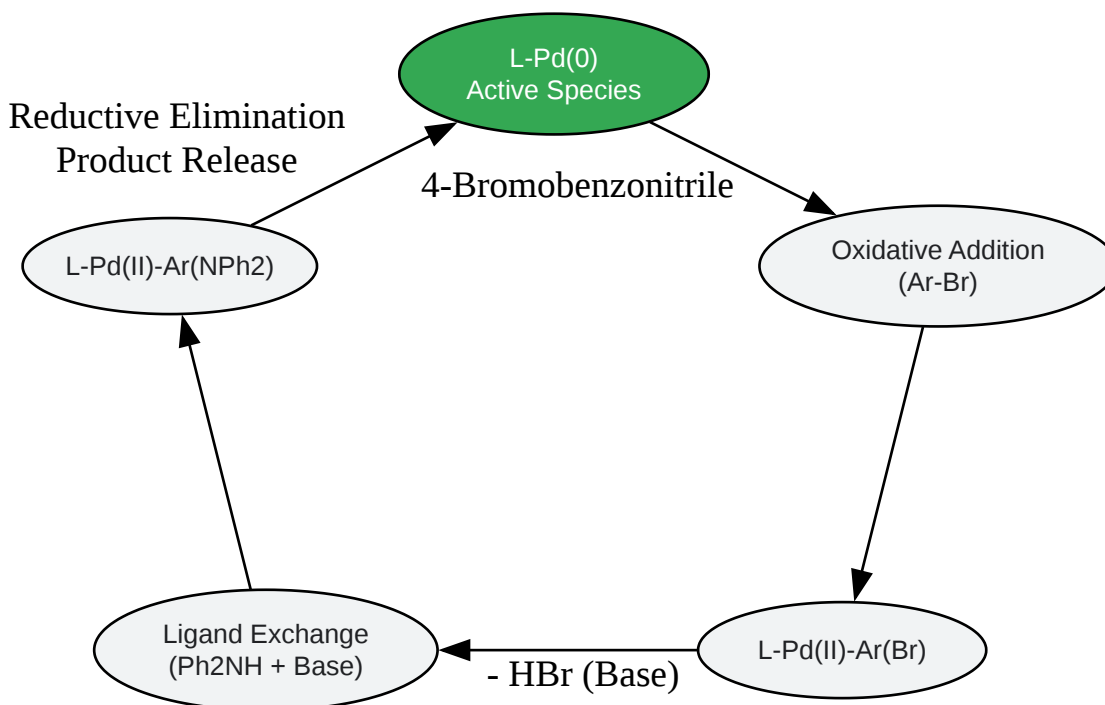 L-Pd(0)
Active Species
Reductive Elimination
Product Release
4-Bromobenzonitrile
L-Pd(II)-Ar(NPh2)
Oxidative Addition
(Ar-Br)
Ligand Exchange
(Ph2NH + Base)
L-Pd(II)-Ar(Br)
- HBr (Base)